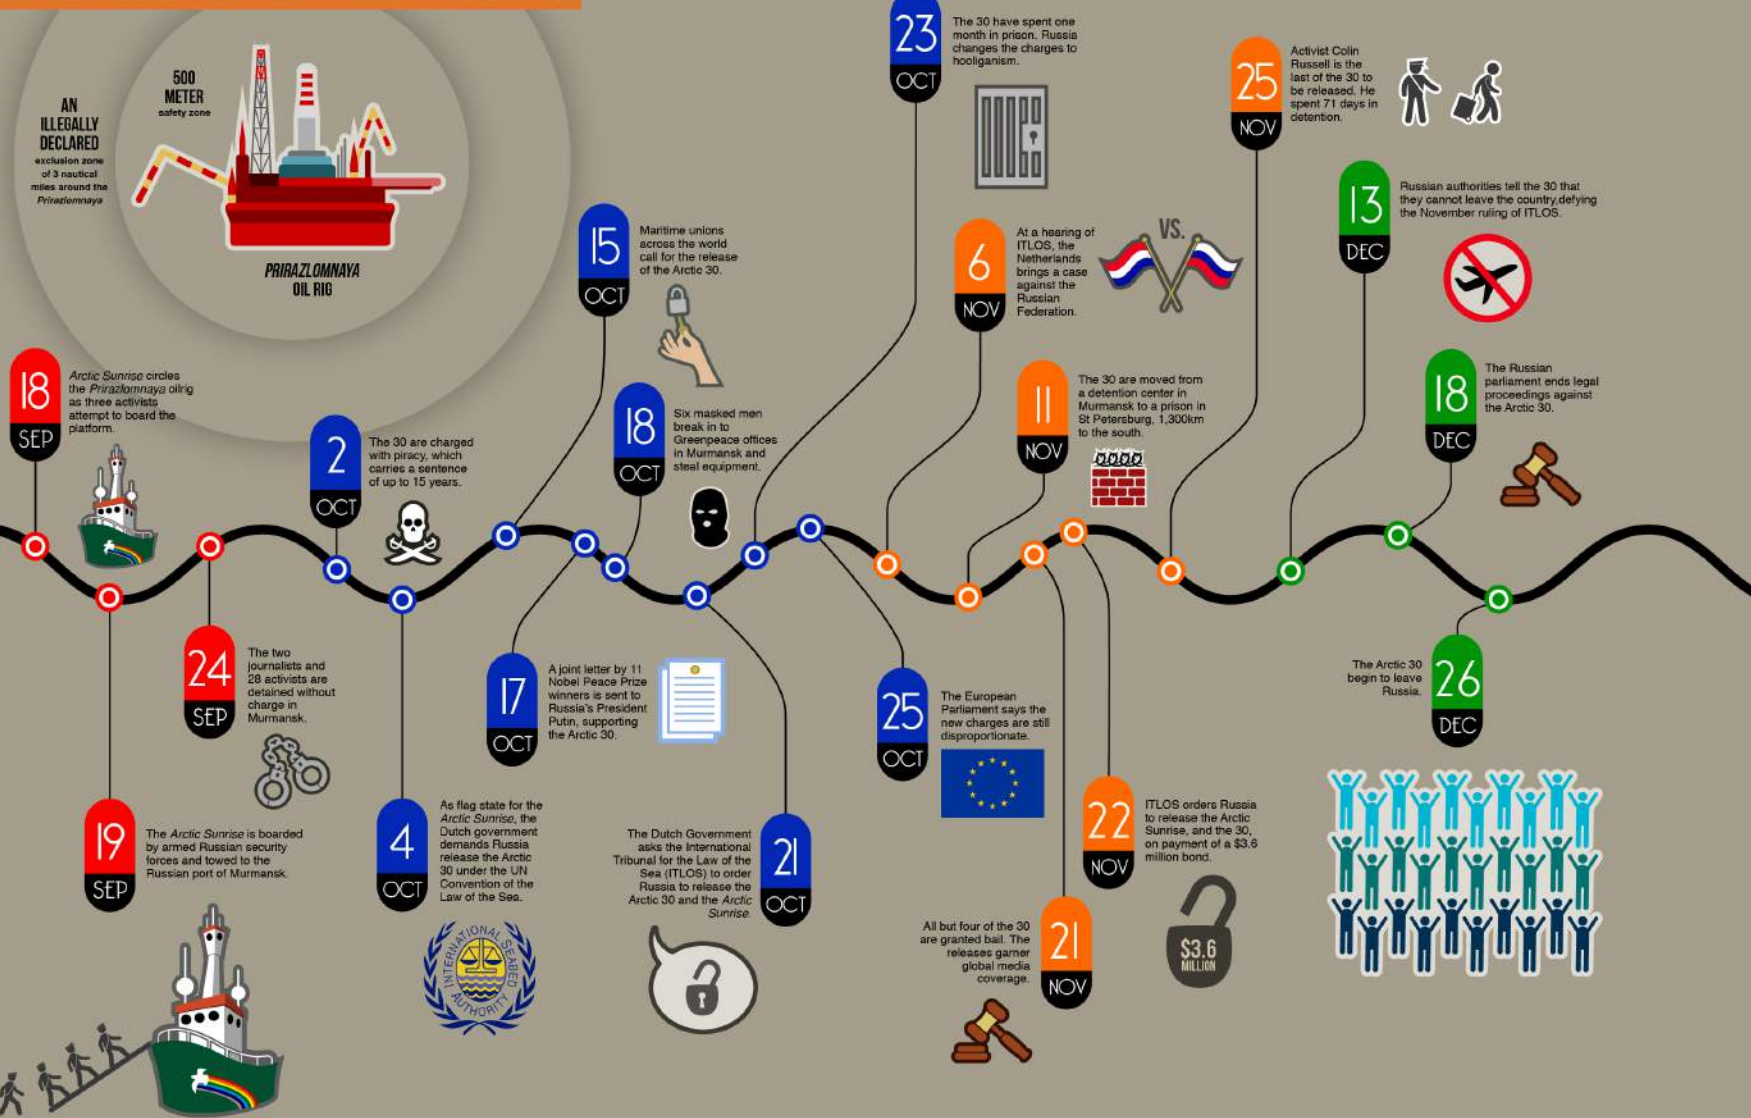 AN
ILLEGALLY
DECLARED
exclusion zone
of 3 nautical
miles around the
Prirazlomnaya
500
METER
safety zone
PRIRAZLOMNAYA
OIL RIG
18
SEP
Arctic Sunrise circles
the Prirazlomnaya oilrig
as three activists
attempt to board the
platform.
19
SEP
The Arctic Sunrise is boarded
by armed Russian security
forces and towed to the
Russian port of Murmansk.
24
SEP
The two
journalists and
28 activists are
detained without
charge in
Murmansk.
2
OCT
The 30 are charged
with piracy, which
carries a sentence
of up to 15 years.
4
OCT
As flag state for the
Arctic Sunrise, the
Dutch government
demands Russia
release the Arctic
30 under the UN
Convention of the
Law of the Sea.
INTERNATIONAL SEABED
AUTHORITY
15
OCT
Maritime unions
across the world
call for the release
of the Arctic 30.
17
OCT
A joint letter by 11
Nobel Peace Prize
winners is sent to
Russia's President
Putin, supporting
the Arctic 30.
18
OCT
Six masked men
break in to
Greenpeace offices
in Murmansk and
steal equipment.
21
OCT
The Dutch Government
asks the International
Tribunal for the Law of the
Sea (ITLOS) to order
Russia to release the
Arctic 30 and the Arctic
Sunrise.
23
OCT
The 30 have spent one
month in prison. Russia
changes the charges to
hooliganism.
25
OCT
The European
Parliament says the
new charges are still
disproportionate.
6
NOV
At a hearing of
ITLOS, the
Netherlands
brings a case
against the
Russian
Federation.
VS.
11
NOV
The 30 are moved from
a detention center in
Murmansk to a prison in
St Petersburg, 1,300km
to the south.
21
NOV
All but four of the 30
are granted bail. The
releases garner
global media
coverage.
22
NOV
ITLOS orders Russia
to release the Arctic
Sunrise, and the 30,
on payment of a $3.6
million bond.
$3.6
MILLION
25
NOV
Activist Colin
Russell is the
last of the 30 to
be released. He
spent 71 days in
detention.
13
DEC
Russian authorities tell the 30 that
they cannot leave the country,defying
the November ruling of ITLOS.
18
DEC
The Russian
parliament ends legal
proceedings against
the Arctic 30.
26
DEC
The Arctic 30
begin to leave
Russia.